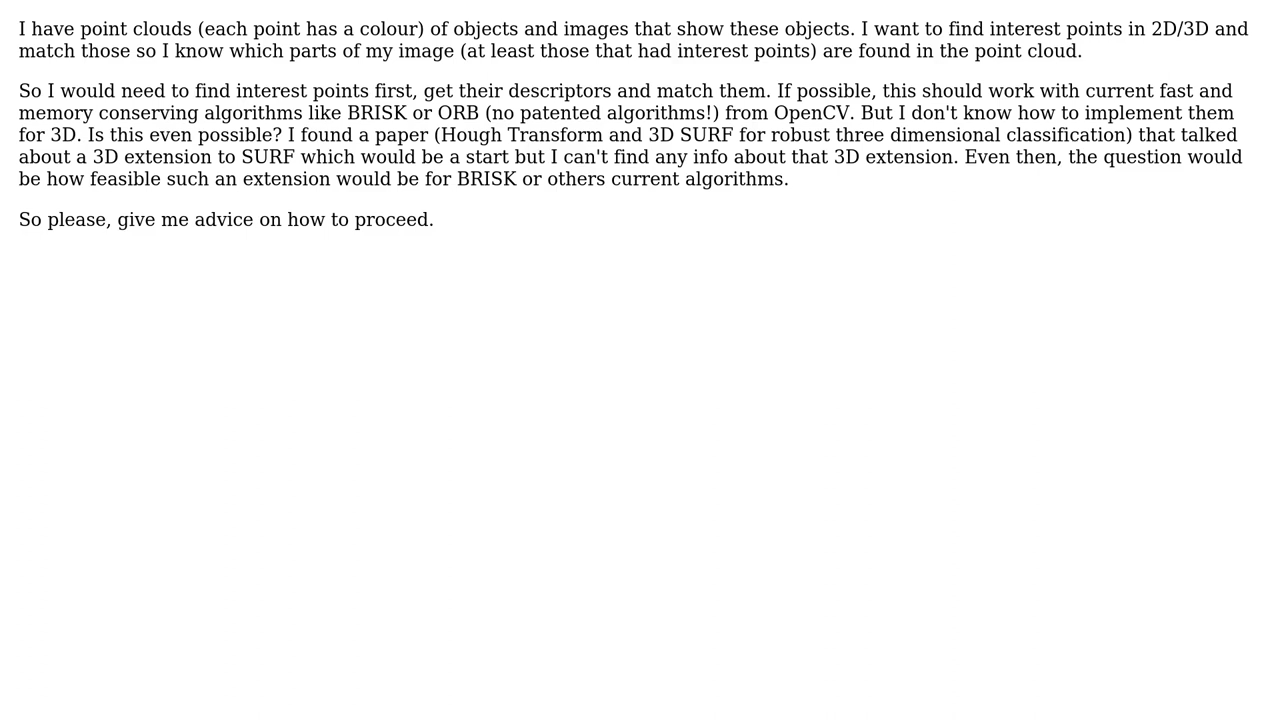 I have point clouds (each point has a colour) of objects and images that show these objects. I want to find interest points in 2D/3D and
match those so I know which parts of my image (at least those that had interest points) are found in the point cloud.
So I would need to find interest points first, get their descriptors and match them. If possible, this should work with current fast and
memory conserving algorithms like BRISK or ORB (no patented algorithms!) from OpenCV. But I don't know how to implement them
for 3D. Is this even possible? I found a paper (Hough Transform and 3D SURF for robust three dimensional classification) that talked
about a 3D extension to SURF which would be a start but I can't find any info about that 3D extension. Even then, the question would
be how feasible such an extension would be for BRISK or others current algorithms.
So please, give me advice on how to proceed.